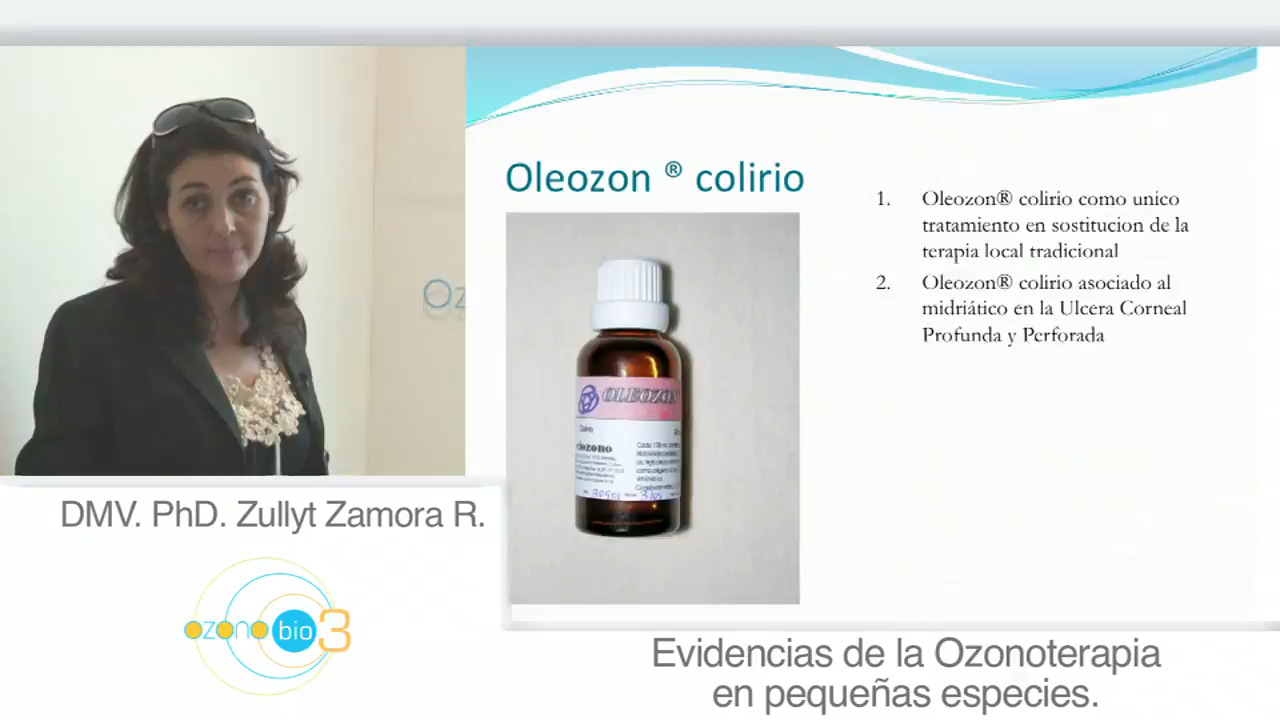 Oleozon ® colirio
1. Oleozon® colirio como unico
tratamiento en sostitucion de la
terapia local tradicional
2. Oleozon® colirio asociado al
midriático en la Ulcera Corneal
Profunda y Perforada
Oz
OLEOZON
Colirio
DMV. PhD. Zullyt Zamora R.
ozono bio 3
Evidencias de la Ozonoterapia
en pequeñas especies.